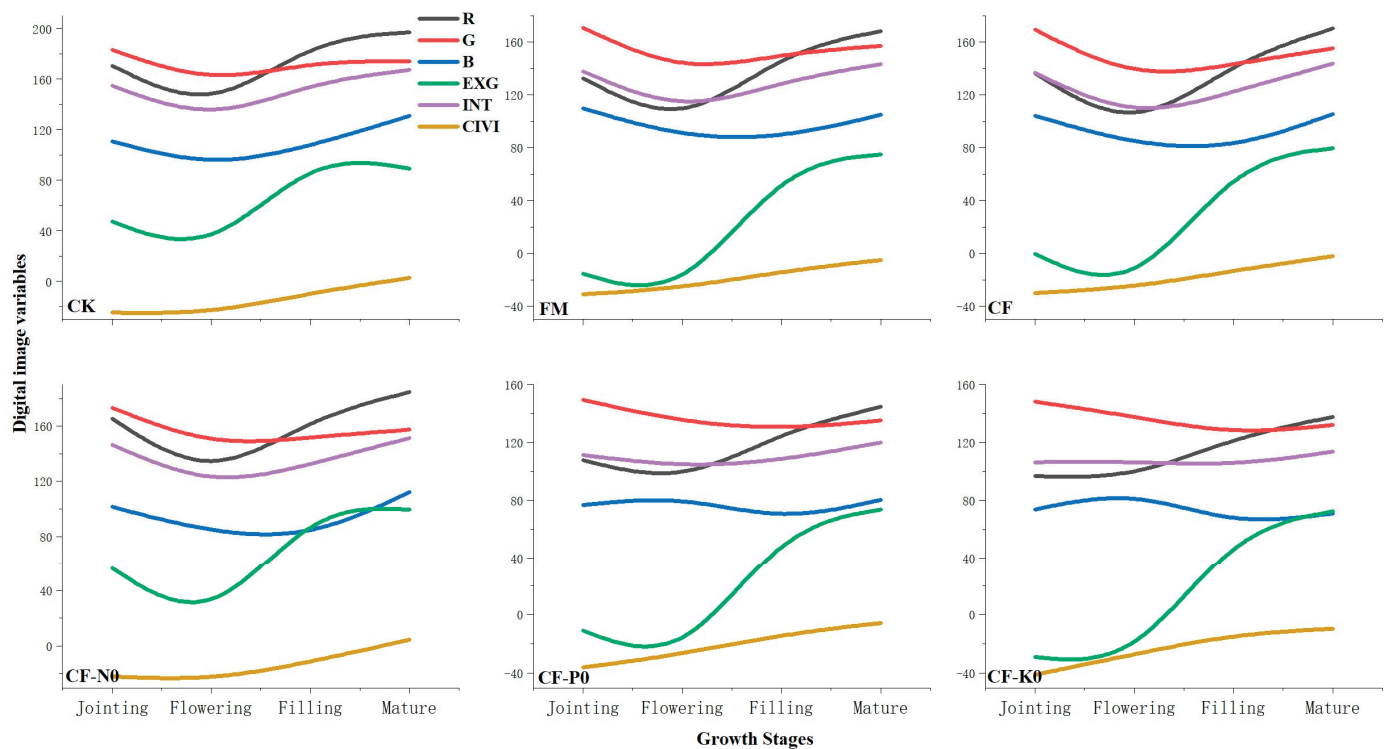 R
G
B
EXG
INT
CIVI
200
160
120
80
40
0
CK
160
120
80
40
0
-40
FM
160
120
80
40
0
-40
CF
Digital image variables
160
120
80
40
0
CF-N0
160
120
80
40
0
-40
CF-P0
160
120
80
40
0
-40
CF-K0
Jointing Flowering Filling Mature
Jointing Flowering Filling Mature
Jointing Flowering Filling Mature
Growth Stages